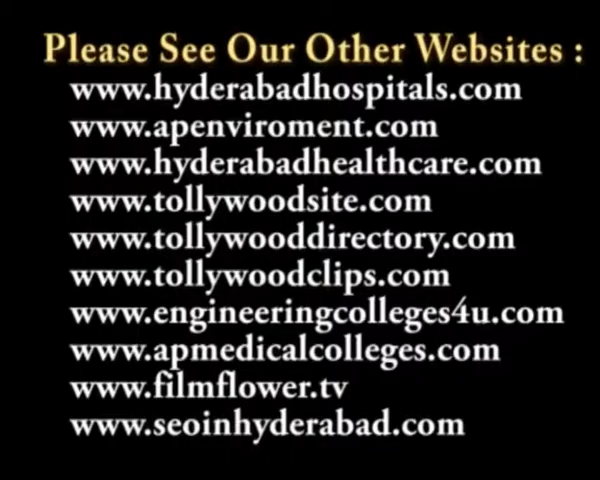 Please See Our Other Websites :
www.hyderabadhospitals.com
www.apenviroment.com
www.hyderabadhealthcare.com
www.tollywoodsite.com
www.tollywooddirectory.com
www.tollywoodclips.com
www.engineeringcolleges4u.com
www.apmedicalcolleges.com
www.filmflower.tv
www.seoinhyderabad.com